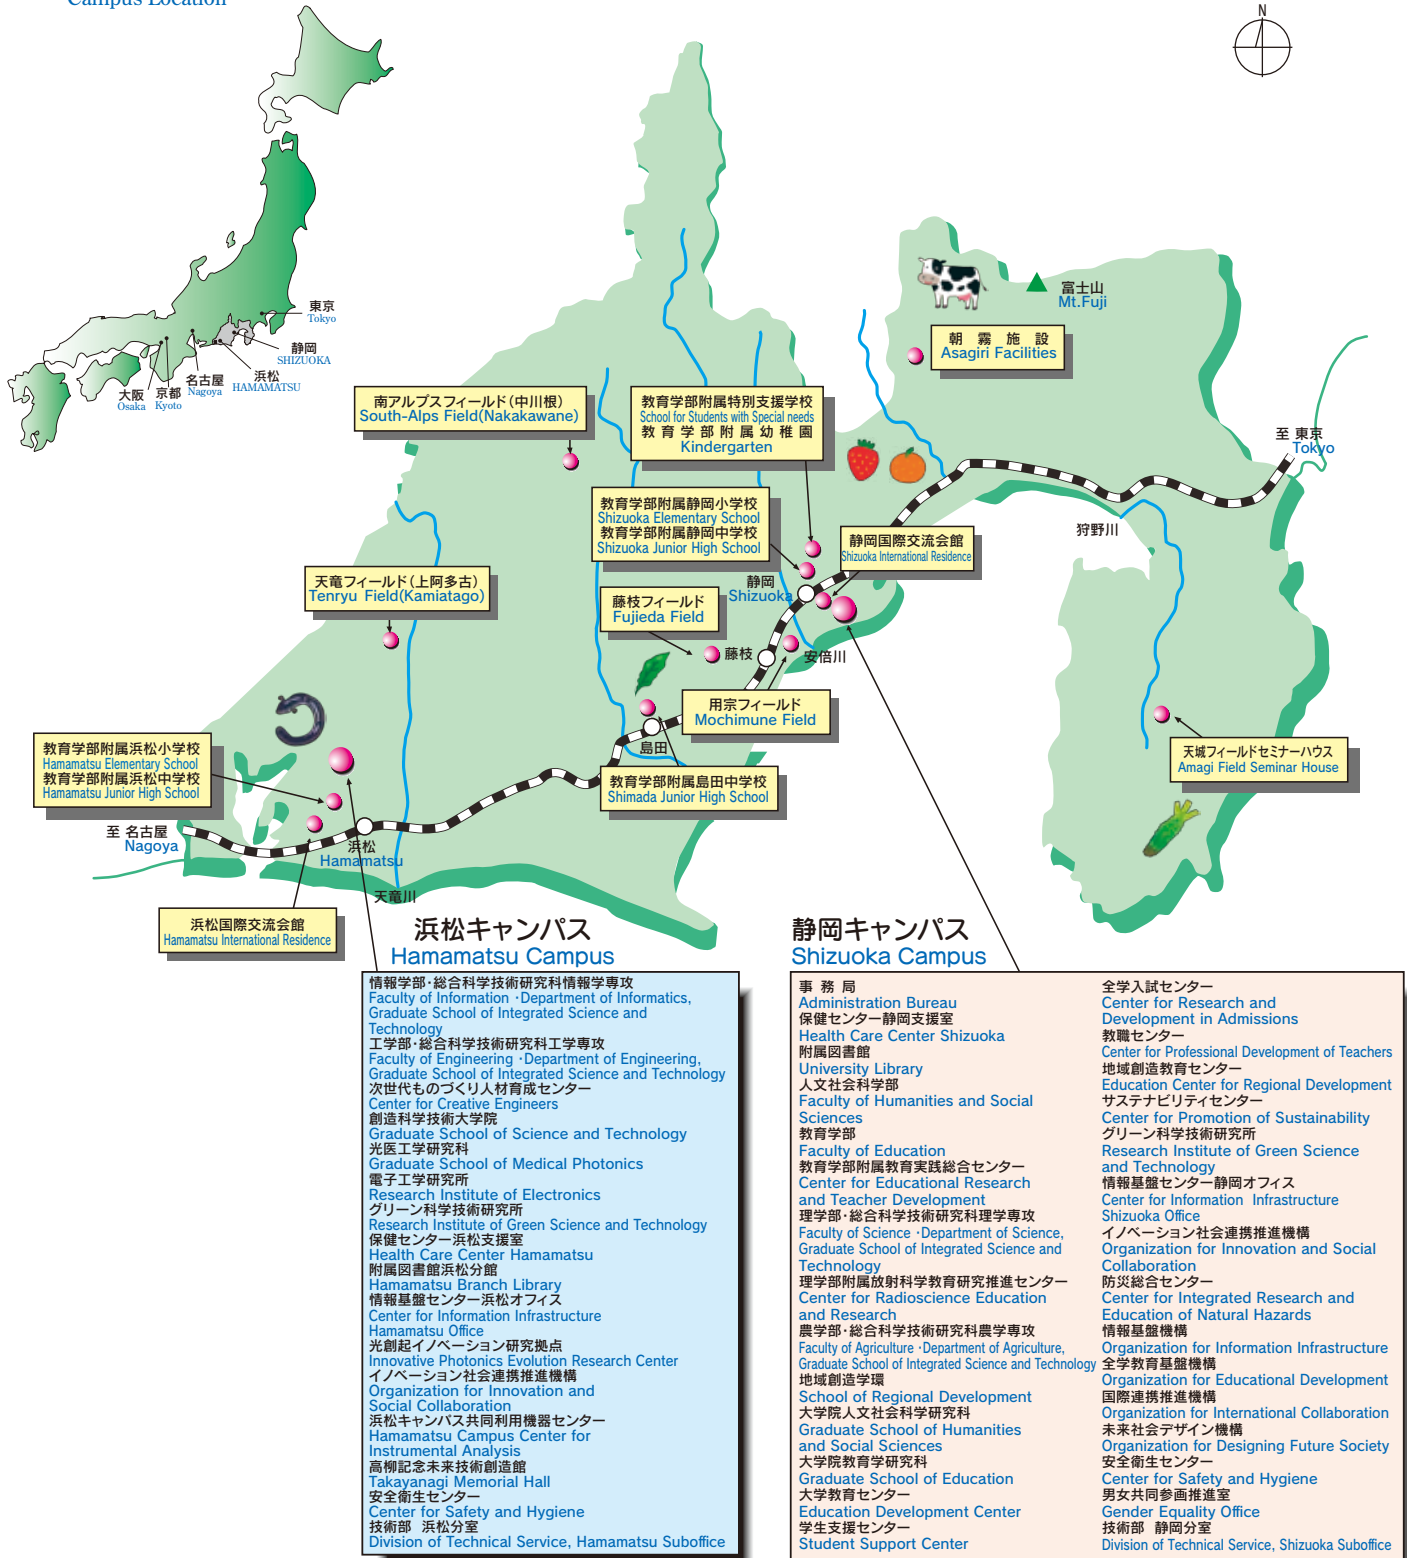 Campus Location
N
東京
Tokyo
静岡
SHIZUOKA
浜松
HAMAMATSU
名古屋
Nagoya
京都
Kyoto
大阪
Osaka
富士山
Mt.Fuji
朝霧施設
Asagiri Facilities
南アルプスフィールド(中川根)
South-Alps Field(Nakakawane)
教育学部附属特別支援学校
School for Students with Special needs
教育学部附属幼稚園
Kindergarten
至 東京
Tokyo
教育学部附属静岡小学校
Shizuoka Elementary School
教育学部附属静岡中学校
Shizuoka Junior High School
静岡国際交流会館
Shizuoka International Residence
狩野川
天竜フィールド(上阿多古)
Tenryu Field(Kamiatago)
静岡
Shizuoka
藤枝フィールド
Fujieda Field
藤枝
安倍川
用宗フィールド
Mochimune Field
島田
教育学部附属島田中学校
Shimada Junior High School
天城フィールドセミナーハウス
Amagi Field Seminar House
教育学部附属浜松小学校
Hamamatsu Elementary School
教育学部附属浜松中学校
Hamamatsu Junior High School
至 名古屋
Nagoya
浜松
Hamamatsu
天竜川
浜松国際交流会館
Hamamatsu International Residence
浜松キャンパス
Hamamatsu Campus
情報学部・総合科学技術研究科情報学専攻
Faculty of Information・Department of Informatics,
Graduate School of Integrated Science and
Technology
工学部・総合科学技術研究科工学専攻
Faculty of Engineering・Department of Engineering,
Graduate School of Integrated Science and Technology
次世代ものづくり人材育成センター
Center for Creative Engineers
創造科学技術大学院
Graduate School of Science and Technology
光医工学研究科
Graduate School of Medical Photonics
電子工学研究所
Research Institute of Electronics
グリーン科学技術研究所
Research Institute of Green Science and Technology
保健センター浜松支援室
Health Care Center Hamamatsu
附属図書館浜松分館
Hamamatsu Branch Library
情報基盤センター浜松オフィス
Center for Information Infrastructure
Hamamatsu Office
光創起イノベーション研究拠点
Innovative Photonics Evolution Research Center
イノベーション社会連携推進機構
Organization for Innovation and
Social Collaboration
浜松キャンパス共同利用機器センター
Hamamatsu Campus Center for
Instrumental Analysis
高柳記念未来技術創造館
Takayanagi Memorial Hall
安全衛生センター
Center for Safety and Hygiene
技術部 浜松分室
Division of Technical Service, Hamamatsu Suboffice
静岡キャンパス
Shizuoka Campus
事務局
Administration Bureau
保健センター静岡支援室
Health Care Center Shizuoka
附属図書館
University Library
人文社会科学部
Faculty of Humanities and Social
Sciences
教育学部
Faculty of Education
教育学部附属教育実践総合センター
Center for Educational Research
and Teacher Development
理学部・総合科学技術研究科理学専攻
Faculty of Science・Department of Science,
Graduate School of Integrated Science and
Technology
理学部附属放射科学教育研究推進センター
Center for Radioscience Education
and Research
農学部・総合科学技術研究科農学専攻
Faculty of Agriculture・Department of Agriculture,
Graduate School of Integrated Science and Technology
地域創造学環
School of Regional Development
大学院人文社会科学研究科
Graduate School of Humanities
and Social Sciences
大学院教育学研究科
Graduate School of Education
大学教育センター
Education Development Center
学生支援センター
Student Support Center
全学入試センター
Center for Research and
Development in Admissions
教職センター
Center for Professional Development of Teachers
地域創造教育センター
Education Center for Regional Development
サステナビリティセンター
Center for Promotion of Sustainability
グリーン科学技術研究所
Research Institute of Green Science
and Technology
情報基盤センター静岡オフィス
Center for Information Infrastructure
Shizuoka Office
イノベーション社会連携推進機構
Organization for Innovation and Social
Collaboration
防災総合センター
Center for Integrated Research and
Education of Natural Hazards
情報基盤機構
Organization for Information Infrastructure
全学教育基盤機構
Organization for Educational Development
国際連携推進機構
Organization for International Collaboration
未来社会デザイン機構
Organization for Designing Future Society
安全衛生センター
Center for Safety and Hygiene
男女共同参画推進室
Gender Equality Office
技術部 静岡分室
Division of Technical Service, Shizuoka Suboffice